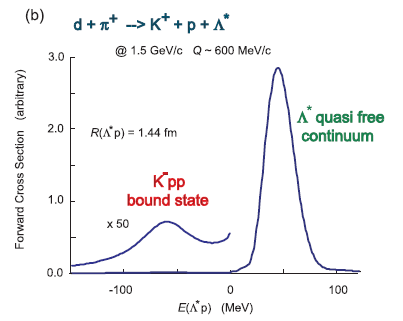 (b)
d + π⁺ --> K⁺ + p + Λ*
@ 1.5 GeV/c Q ~ 600 MeV/c
3.0
2.0
1.0
0.0
Forward Cross Section (arbitrary)
R(Λ*p) = 1.44 fm
Λ* quasi free
continuum
K⁻pp
bound state
x 50
-100
0
100
E(Λ*p) (MeV)